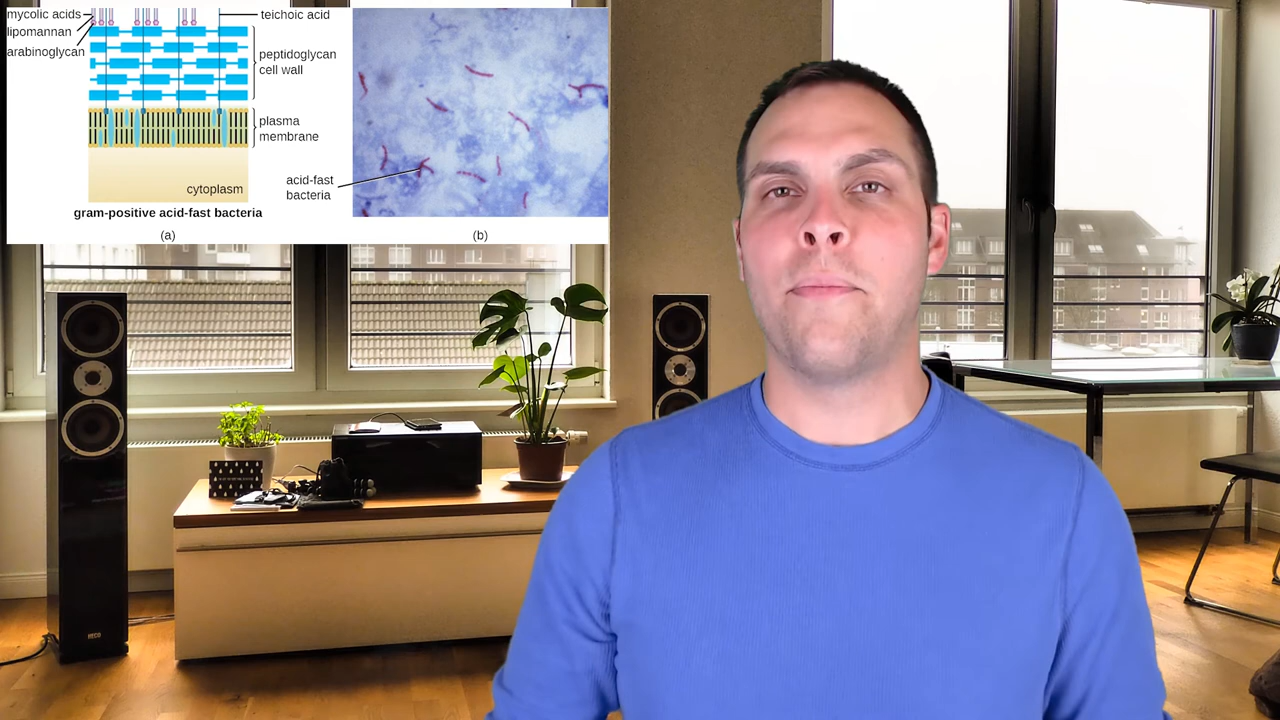 mycolic acids
lipomannan
arabinoglycan
teichoic acid
peptidoglycan
cell wall
plasma
membrane
cytoplasm
gram-positive acid-fast bacteria
(a)
acid-fast
bacteria
(b)